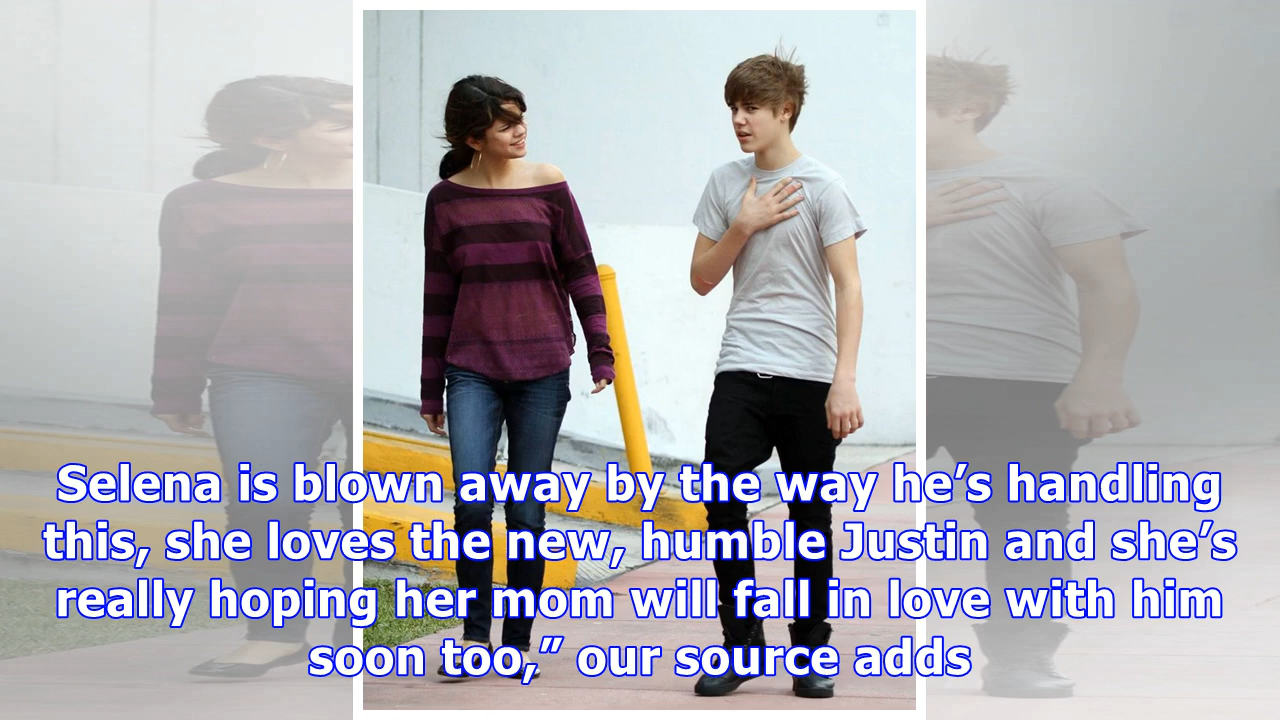 Selena is blown away by the way he’s handling
this, she loves the new, humble Justin and she’s
really hoping her mom will fall in love with him
soon too,” our source adds